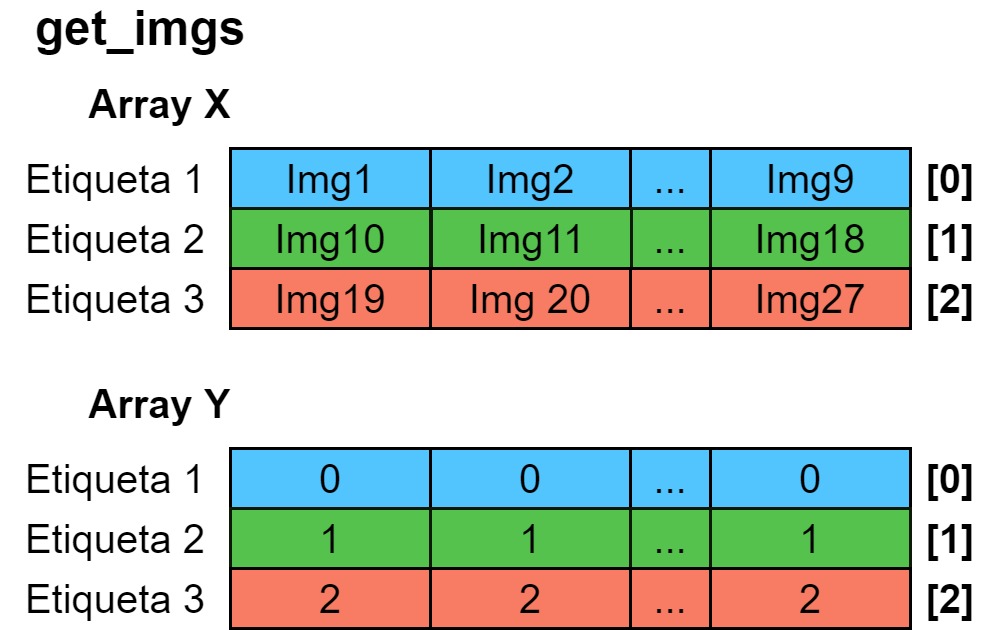 get_imgs
Array X
Etiqueta 1 Img1 Img2 ... Img9 [0]
Etiqueta 2 Img10 Img11 ... Img18 [1]
Etiqueta 3 Img19 Img 20 ... Img27 [2]
Array Y
Etiqueta 1 0 0 ... 0 [0]
Etiqueta 2 1 1 ... 1 [1]
Etiqueta 3 2 2 ... 2 [2]